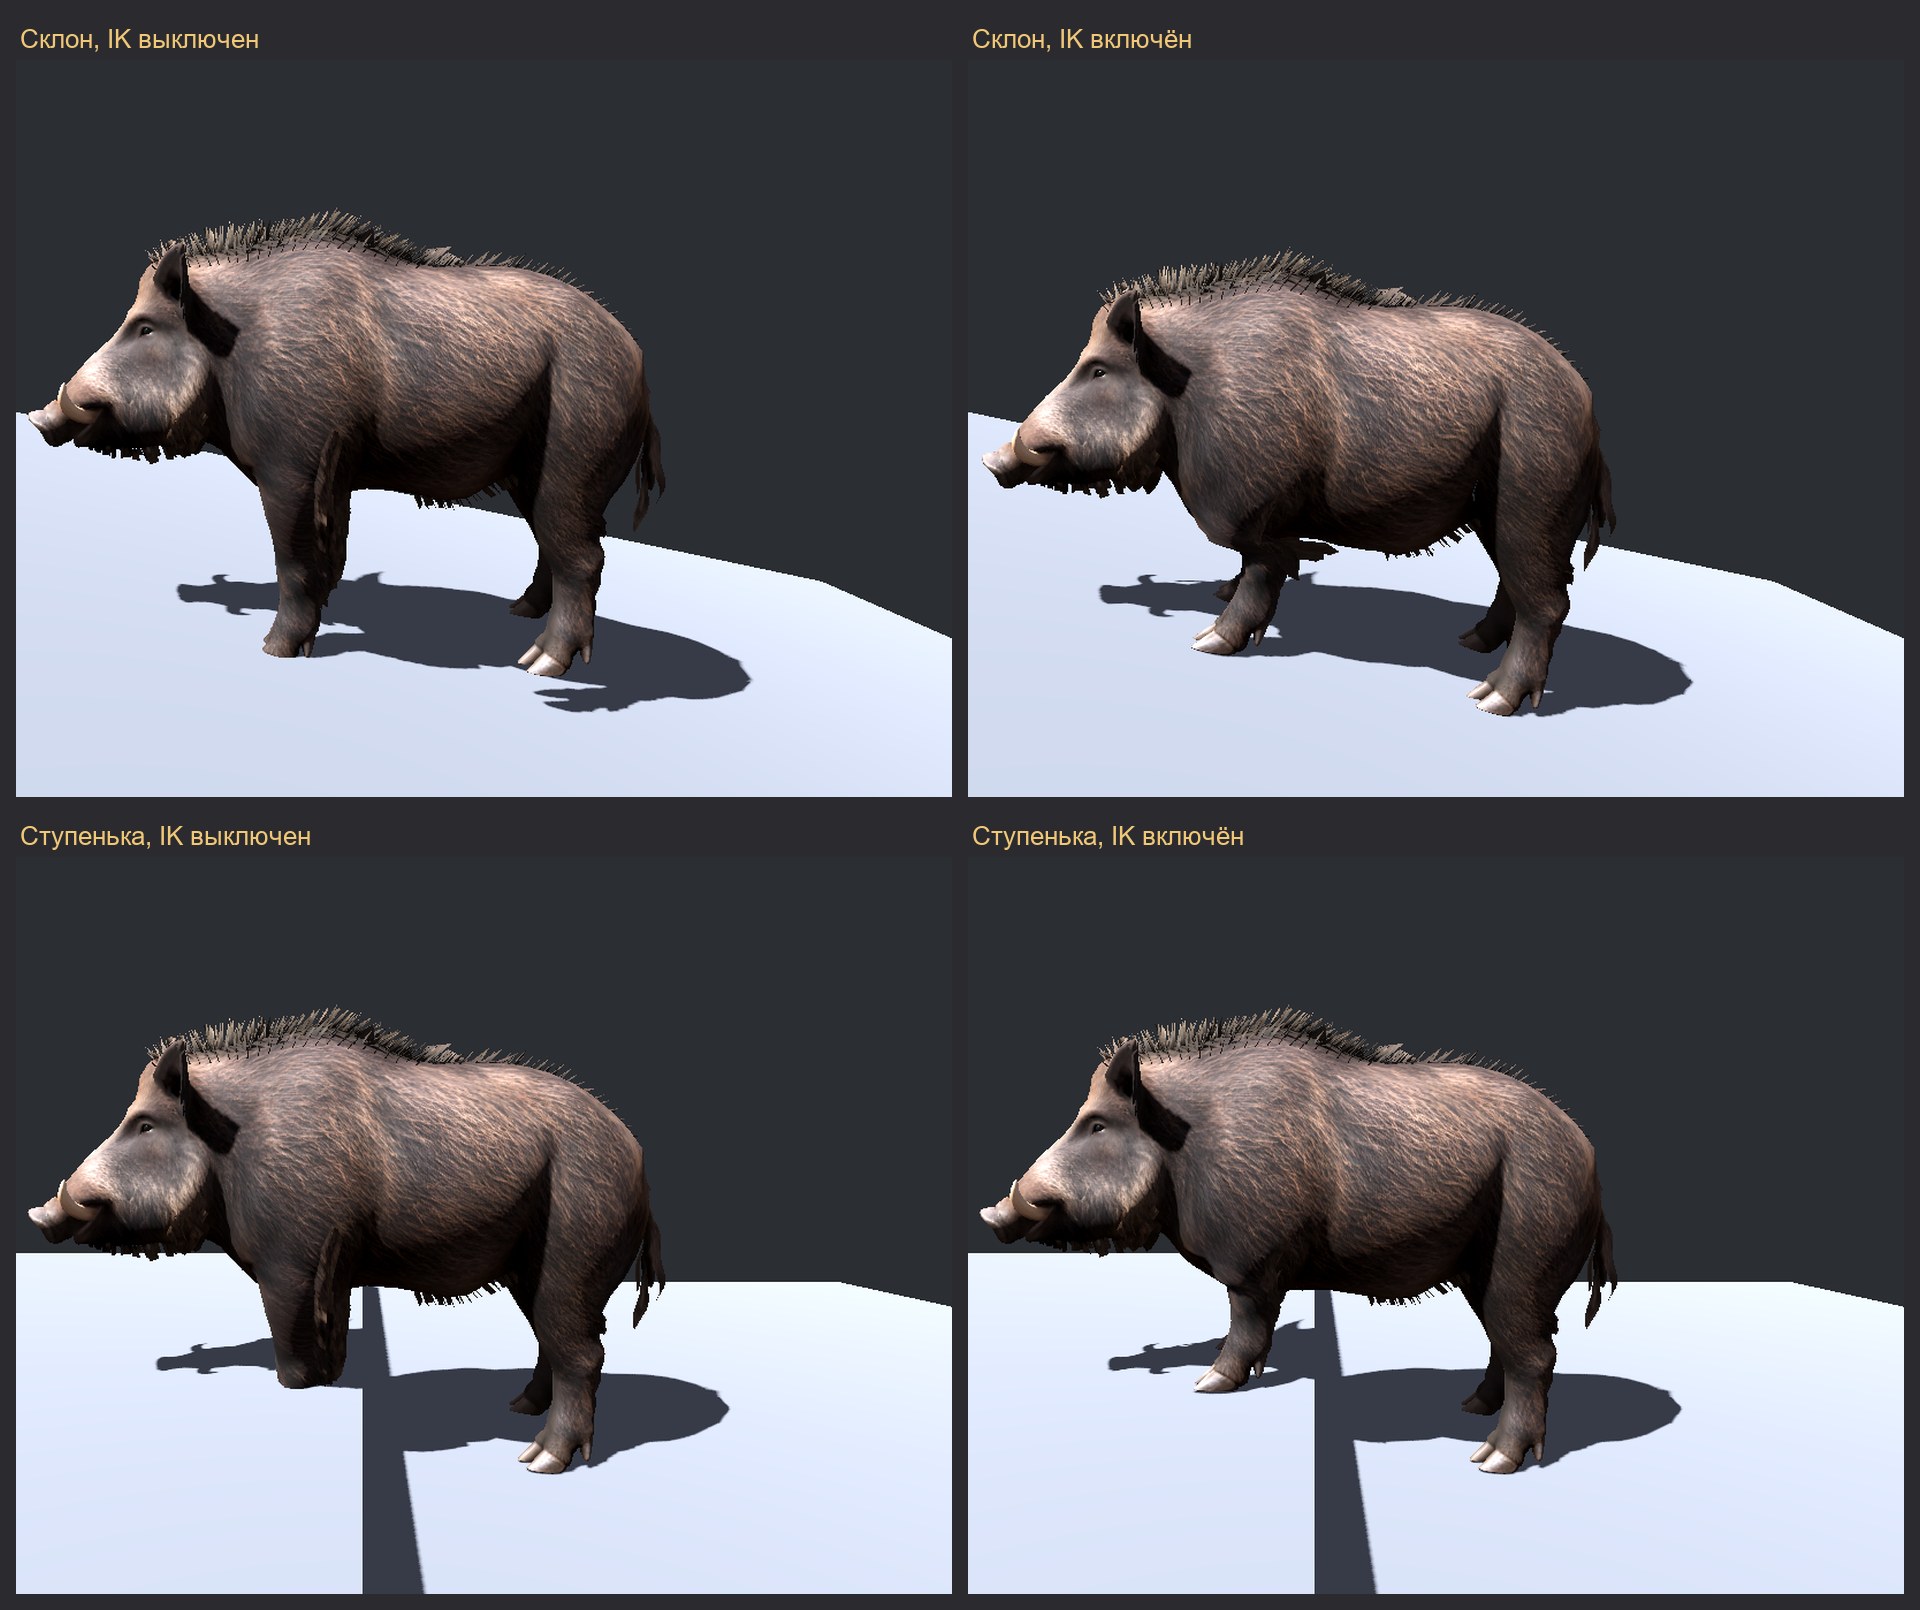 Склон, IK выключен
Склон, IK включён
Ступенька, IK выключен
Ступенька, IK включён